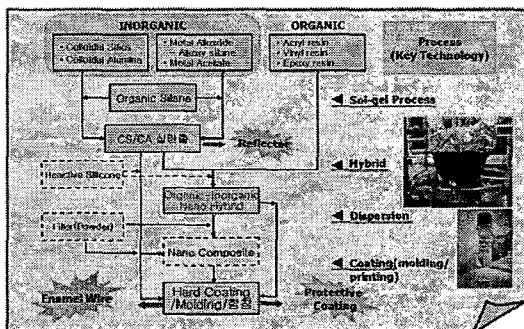 INORGANIC
ORGANIC
• Colloidal Silica
• Colloidal Alumina
• Metal Alkoxide
Alkoxy silane
• Metal Acetate
• Acryl resin
• Vinyl resin
• Epoxy resin
Process
(Key Technology)
Organic Silane
Sol-gel Process
CS/CA
Reflector
Reactive Silicone
Hybrid
Organic-Inorganic
Nano Hybrid
Filler(Powder)
Dispersion
Nano Composite
Coating(molding/
printing)
Enamel Wire
Hard Coating
/Molding/
Protective
Coating